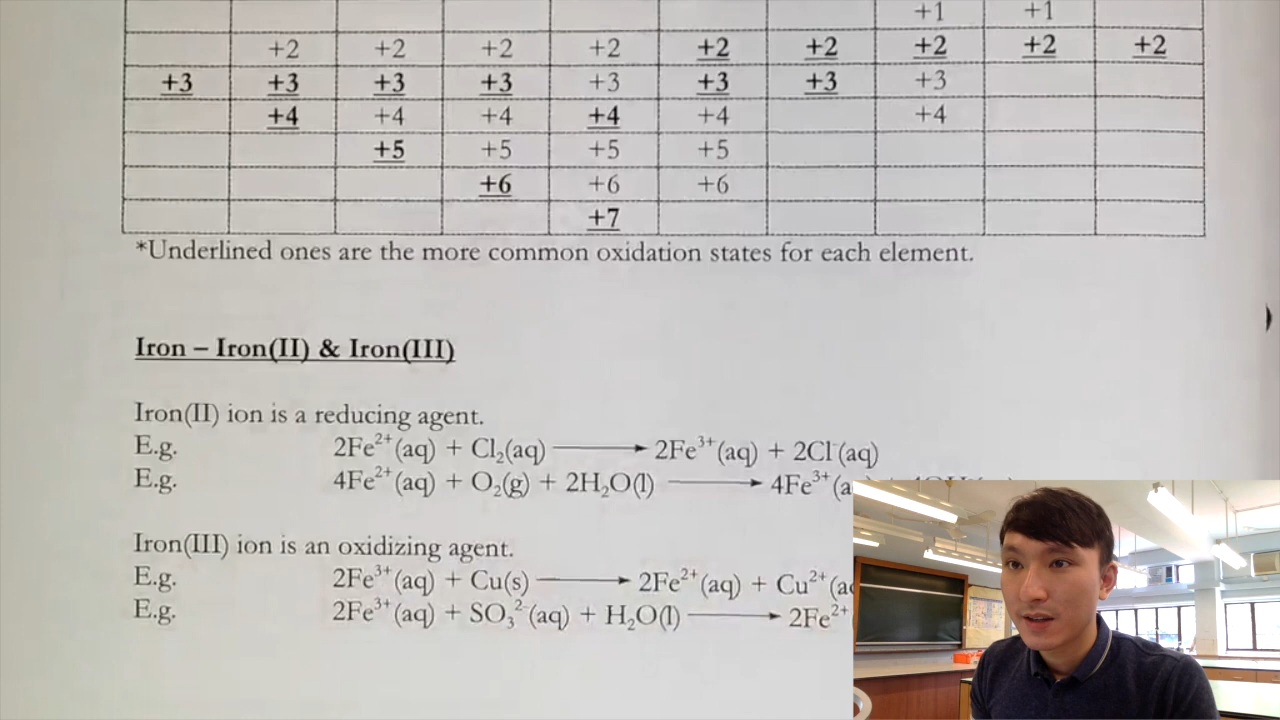 +1 +1
+2 +2 +2 +2 +2 +2 +2 +2 +2
+3 +3 +3 +3 +3 +3 +3 +3
+4 +4 +4 +4 +4 +4
+5 +5 +5 +5
+6 +6 +6
+7
*Underlined ones are the more common oxidation states for each element.
Iron – Iron(II) & Iron(III)
Iron(II) ion is a reducing agent.
E.g. 2Fe²⁺(aq) + Cl₂(aq) ⟶ 2Fe³⁺(aq) + 2Cl⁻(aq)
E.g. 4Fe²⁺(aq) + O₂(g) + 2H₂O(l) ⟶ 4Fe³⁺(a
Iron(III) ion is an oxidizing agent.
E.g. 2Fe³⁺(aq) + Cu(s) ⟶ 2Fe²⁺(aq) + Cu²⁺(a
E.g. 2Fe³⁺(aq) + SO₃²⁻(aq) + H₂O(l) ⟶ 2Fe²⁺